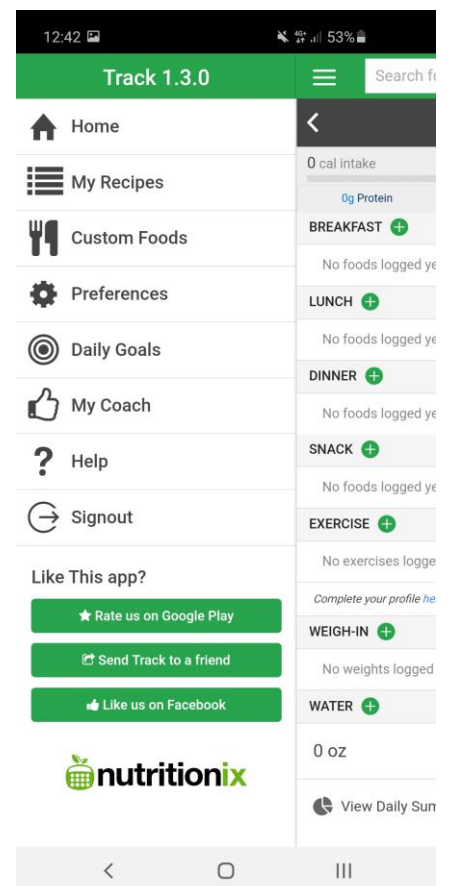 12:42
4G+ 53%
Track 1.3.0
Home
My Recipes
Custom Foods
Preferences
Daily Goals
My Coach
Help
Signout
Like This app?
Rate us on Google Play
Send Track to a friend
Like us on Facebook
nutritionix
Search fo
0 cal intake
0g Protein
BREAKFAST
No foods logged ye
LUNCH
No foods logged ye
DINNER
No foods logged ye
SNACK
No foods logged ye
EXERCISE
No exercises logge
Complete your profile he
WEIGH-IN
No weights logged
WATER
0 oz
View Daily Sum